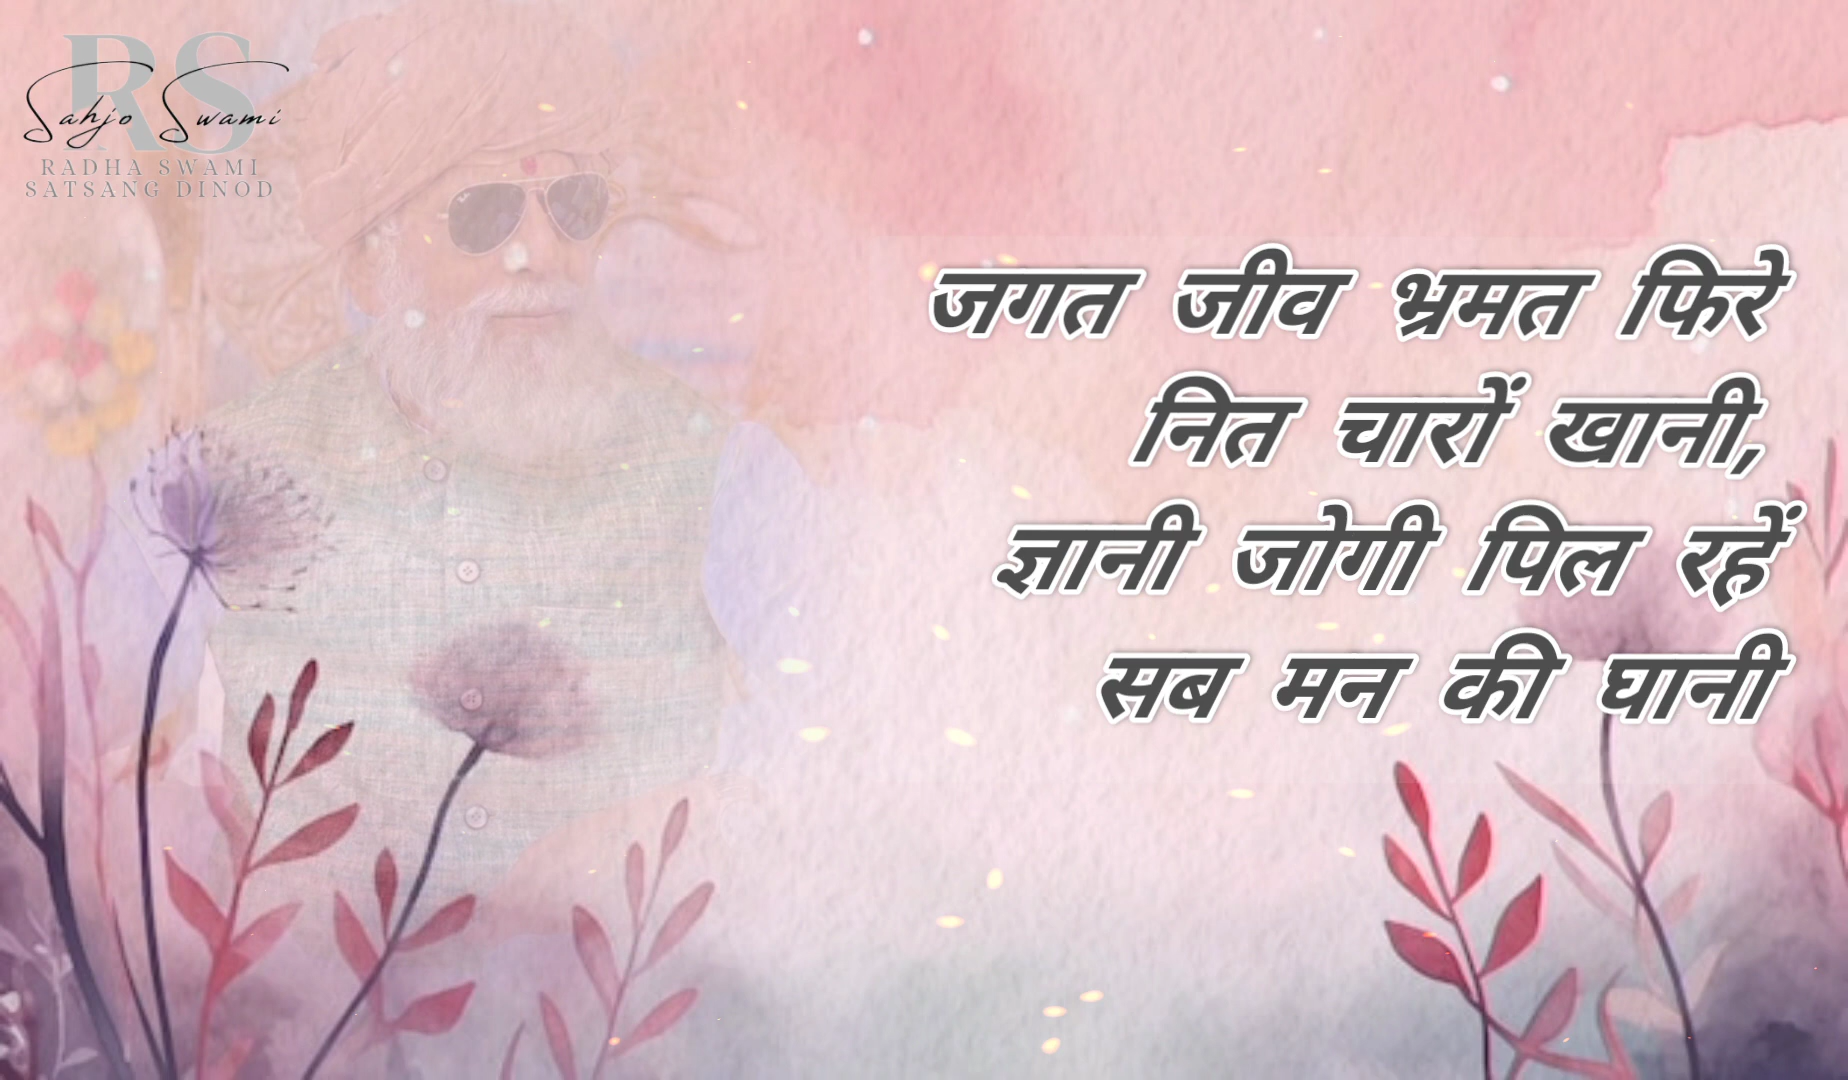 RS
Sahjo Swami
RADHA SWAMI
SATSANG DINOD
जगत जीव भ्रमत फिरे
नित चारों खानी,
ज्ञानी जोगी पिल रहें
सब मन की घानी